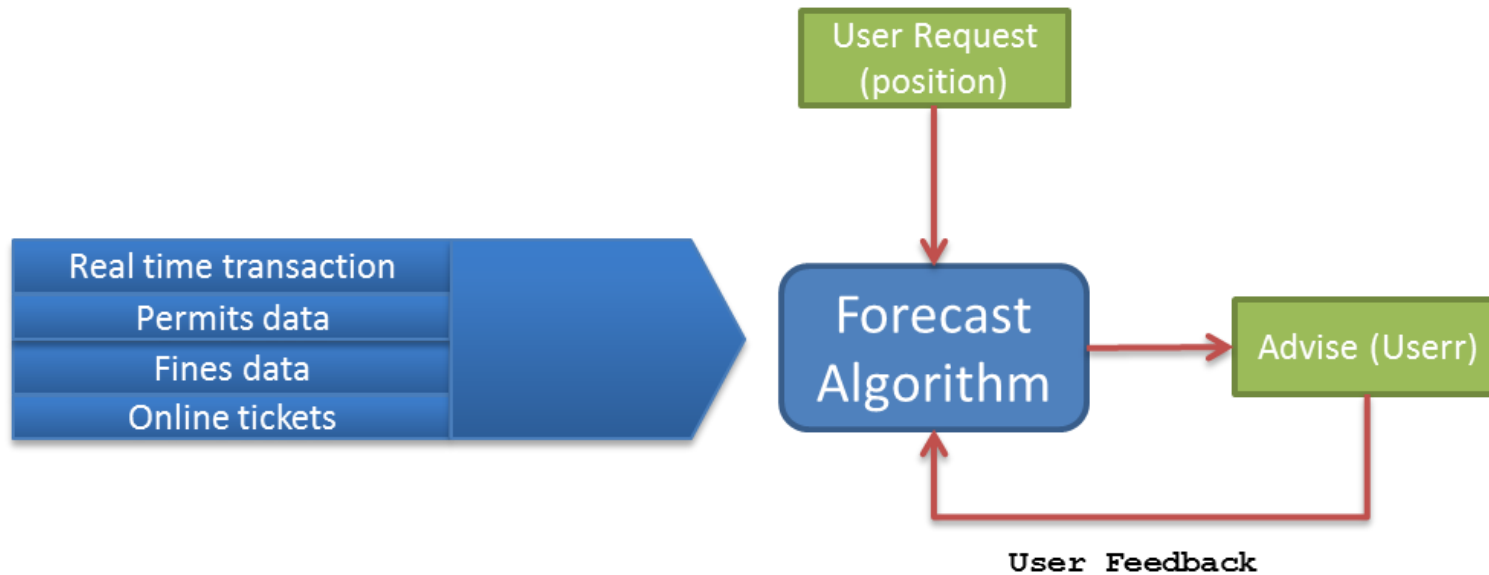 User Request
(position)
Real time transaction
Permits data
Fines data
Online tickets
Forecast
Algorithm
Advise (Userr)
User Feedback